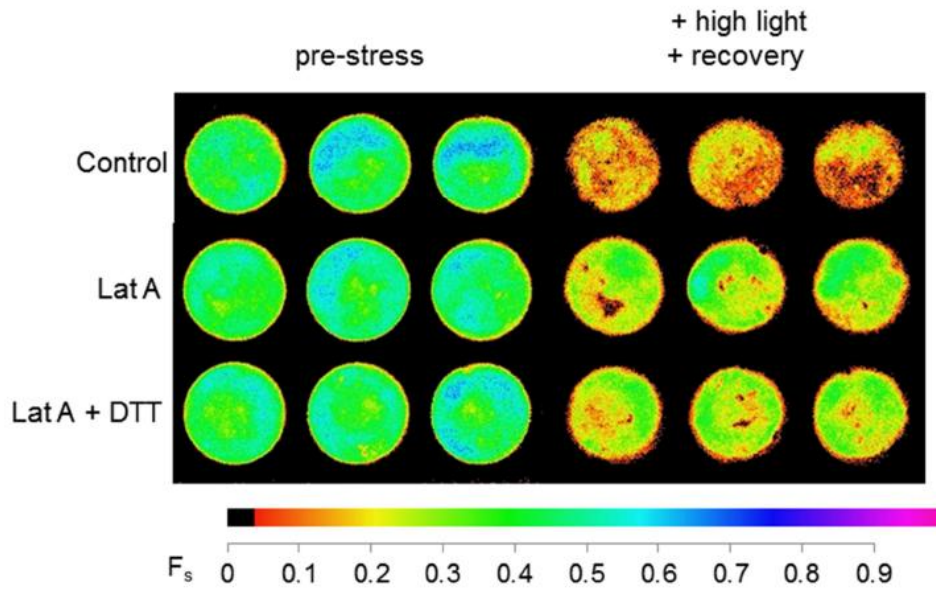 + high light
pre-stress + recovery
Control
Lat A
Lat A + DTT
Fs 0 0.1 0.2 0.3 0.4 0.5 0.6 0.7 0.8 0.9